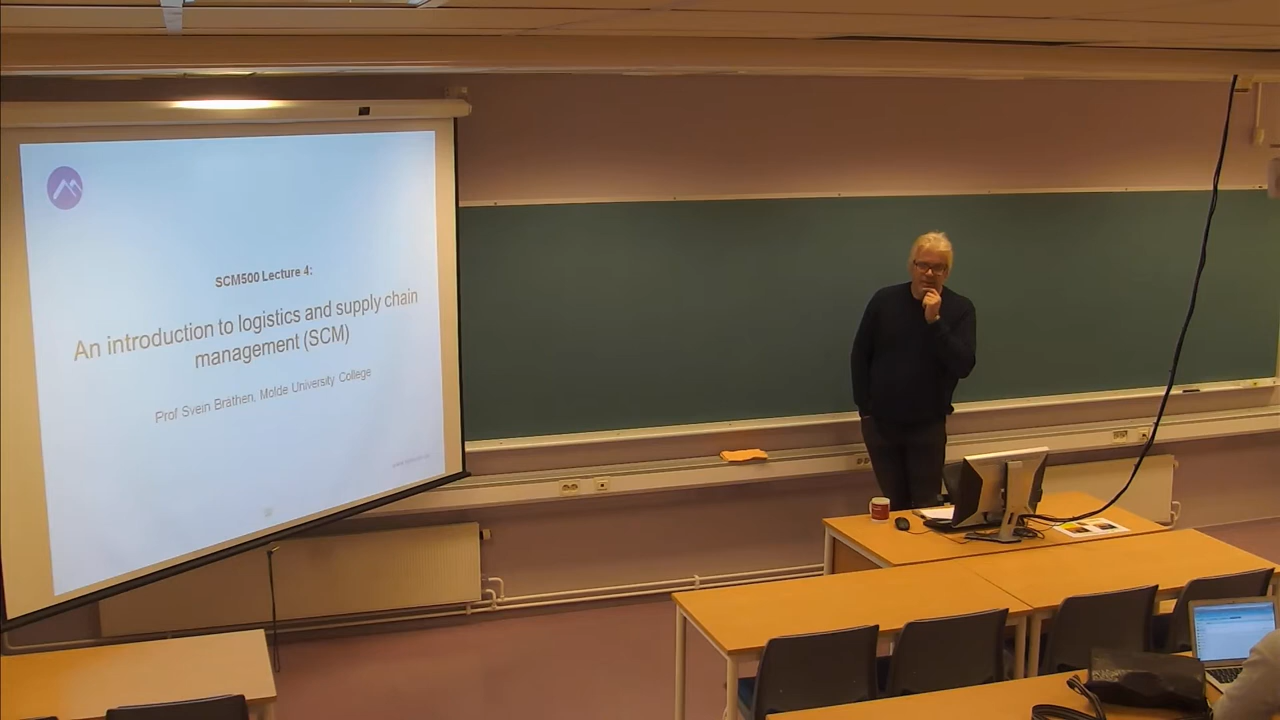 SCM500 Lecture 4:
An introduction to logistics and supply chain
management (SCM)
Prof Svein Bråthen, Molde University College